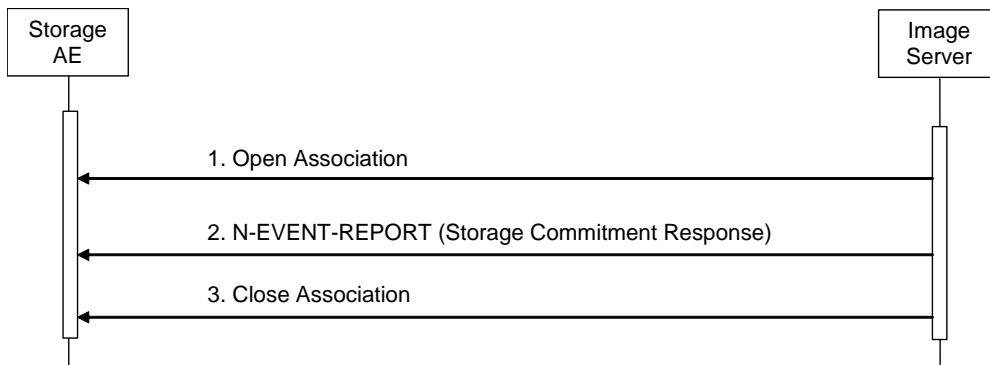 Storage
AE
Image
Server
1. Open Association
2. N-EVENT-REPORT (Storage Commitment Response)
3. Close Association